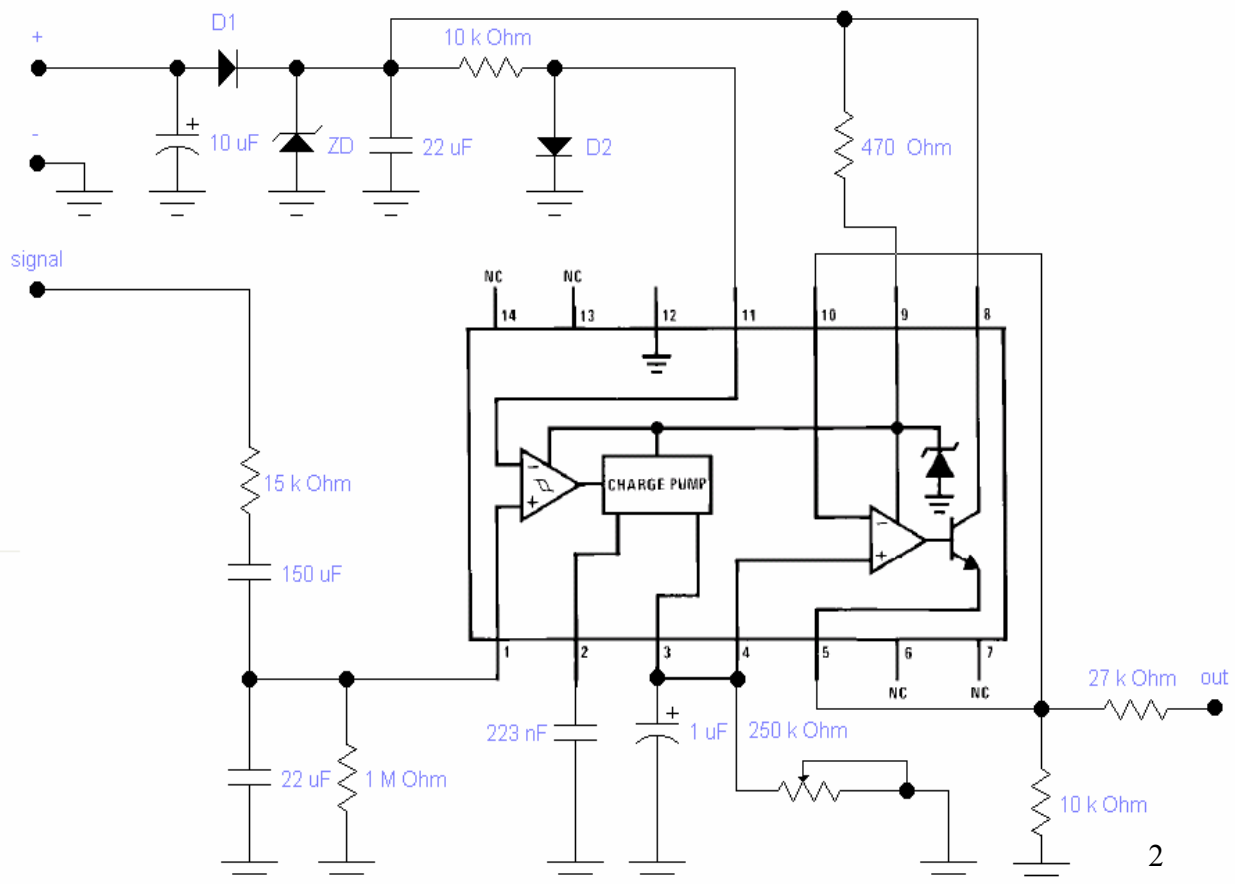 D1
+
10 k Ohm
-
+
10 uF
ZD
22 uF
D2
470 Ohm
signal
NC
NC
14
13
12
11
10
9
8
15 k Ohm
-
+
CHARGE PUMP
-
+
150 uF
1
2
3
4
5
6
7
NC
NC
27 k Ohm
out
223 nF
+
1 uF
250 k Ohm
22 uF
1 M Ohm
10 k Ohm
2